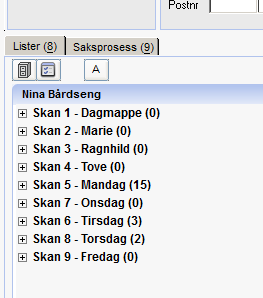 Postnr
Lister (8) Saksprosess (9)
A
Nina Bårdseng
Skan 1 - Dagmappe (0)
Skan 2 - Marie (0)
Skan 3 - Ragnhild (0)
Skan 4 - Tove (0)
Skan 5 - Mandag (15)
Skan 7 - Onsdag (0)
Skan 6 - Tirsdag (3)
Skan 8 - Torsdag (2)
Skan 9 - Fredag (0)